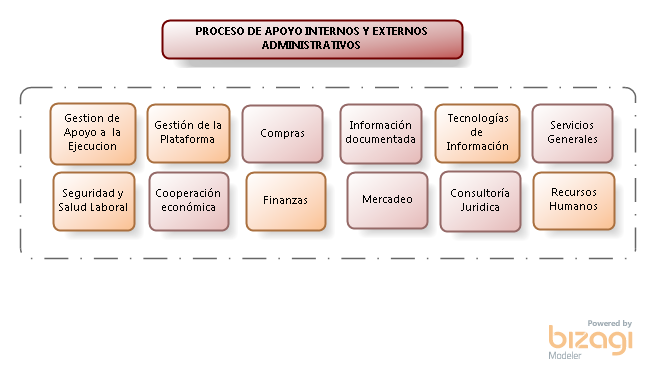 PROCESO DE APOYO INTERNOS Y EXTERNOS
ADMINISTRATIVOS
Gestion de
Apoyo a la
Ejecucion
Gestión de la
Plataforma
Compras
Información
documentada
Tecnologías
de
Información
Servicios
Generales
Seguridad y
Salud Laboral
Cooperación
económica
Finanzas
Mercadeo
Consultoría
Juridica
Recursos
Humanos
Powered by
bizagi
Modeler